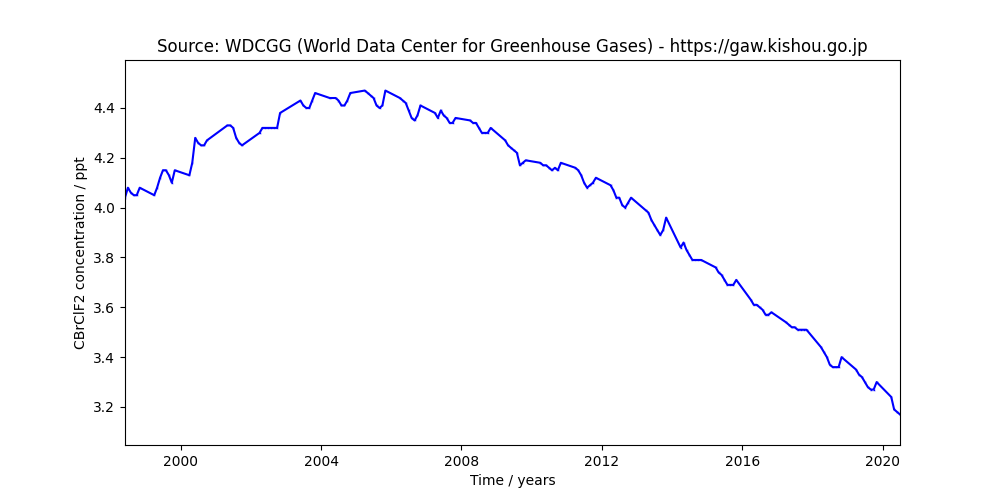 Source: WDCGG (World Data Center for Greenhouse Gases) - https://gaw.kishou.go.jp
4.4
4.2
4.0
3.8
3.6
3.4
3.2
CBrClF2 concentration / ppt
2000 2004 2008 2012 2016 2020
Time / years